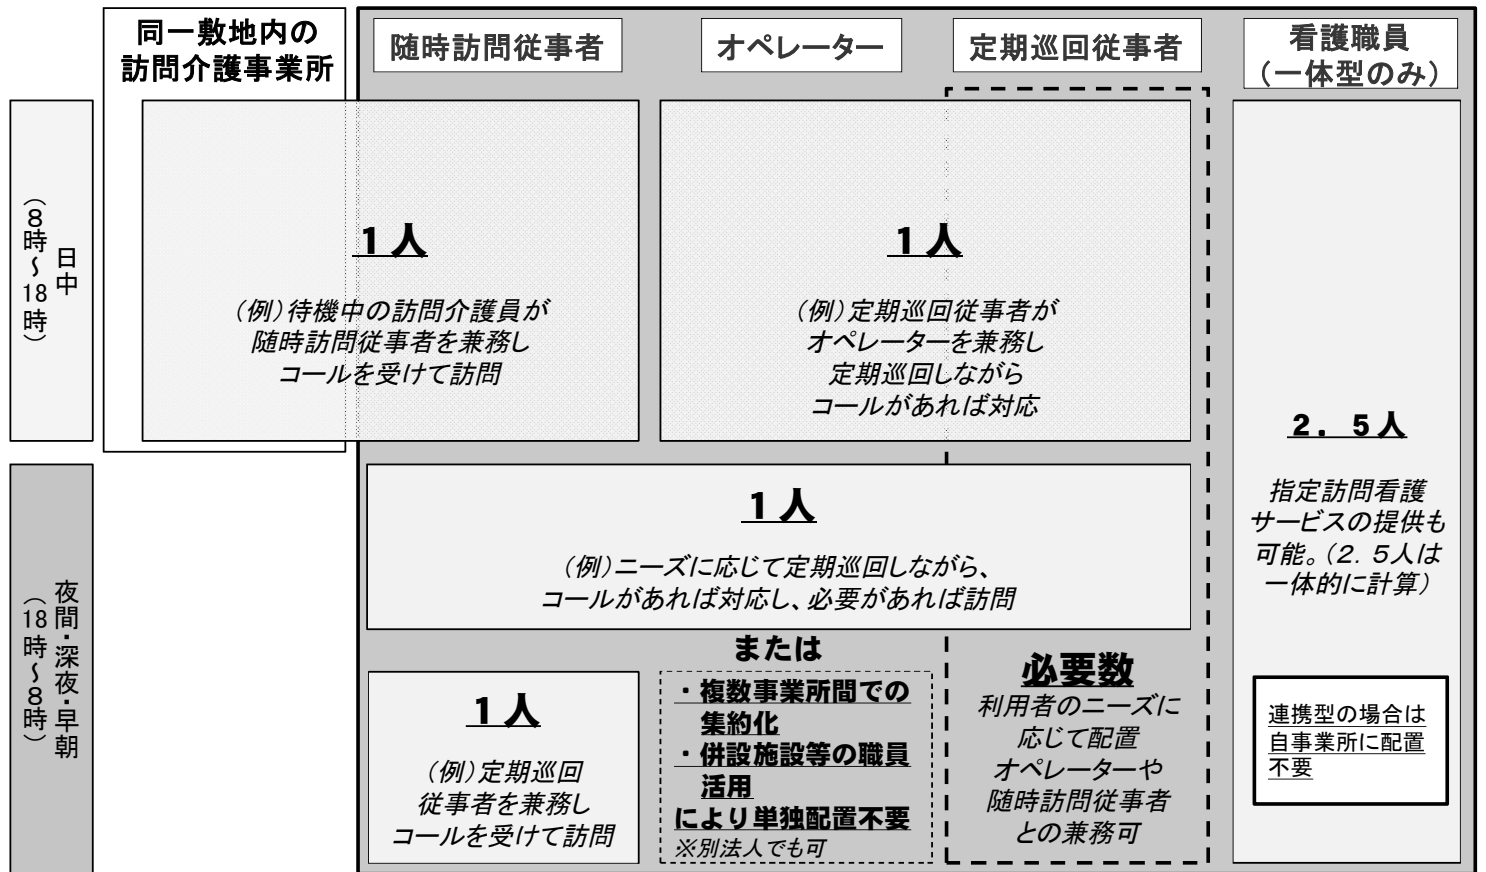 同一敷地内の
訪問介護事業所
随時訪問従事者
オペレーター
定期巡回従事者
看護職員
（一体型のみ）
日中
（８時～18時）
１人
（例）待機中の訪問介護員が
随時訪問従事者を兼務し
コールを受けて訪問
１人
（例）定期巡回従事者が
オペレーターを兼務し
定期巡回しながら
コールがあれば対応
２．５人
指定訪問看護
サービスの提供も
可能。（２．５人は
一体的に計算）
連携型の場合は
自事業所に配置
不要
夜間・深夜・早朝
（18時～８時）
１人
（例）ニーズに応じて定期巡回しながら、
コールがあれば対応し、必要があれば訪問
または
１人
（例）定期巡回
従事者を兼務し
コールを受けて訪問
・複数事業所間での
集約化
・併設施設等の職員
活用
により単独配置不要
※別法人でも可
必要数
利用者のニーズに
応じて配置
オペレーターや
随時訪問従事者
との兼務可